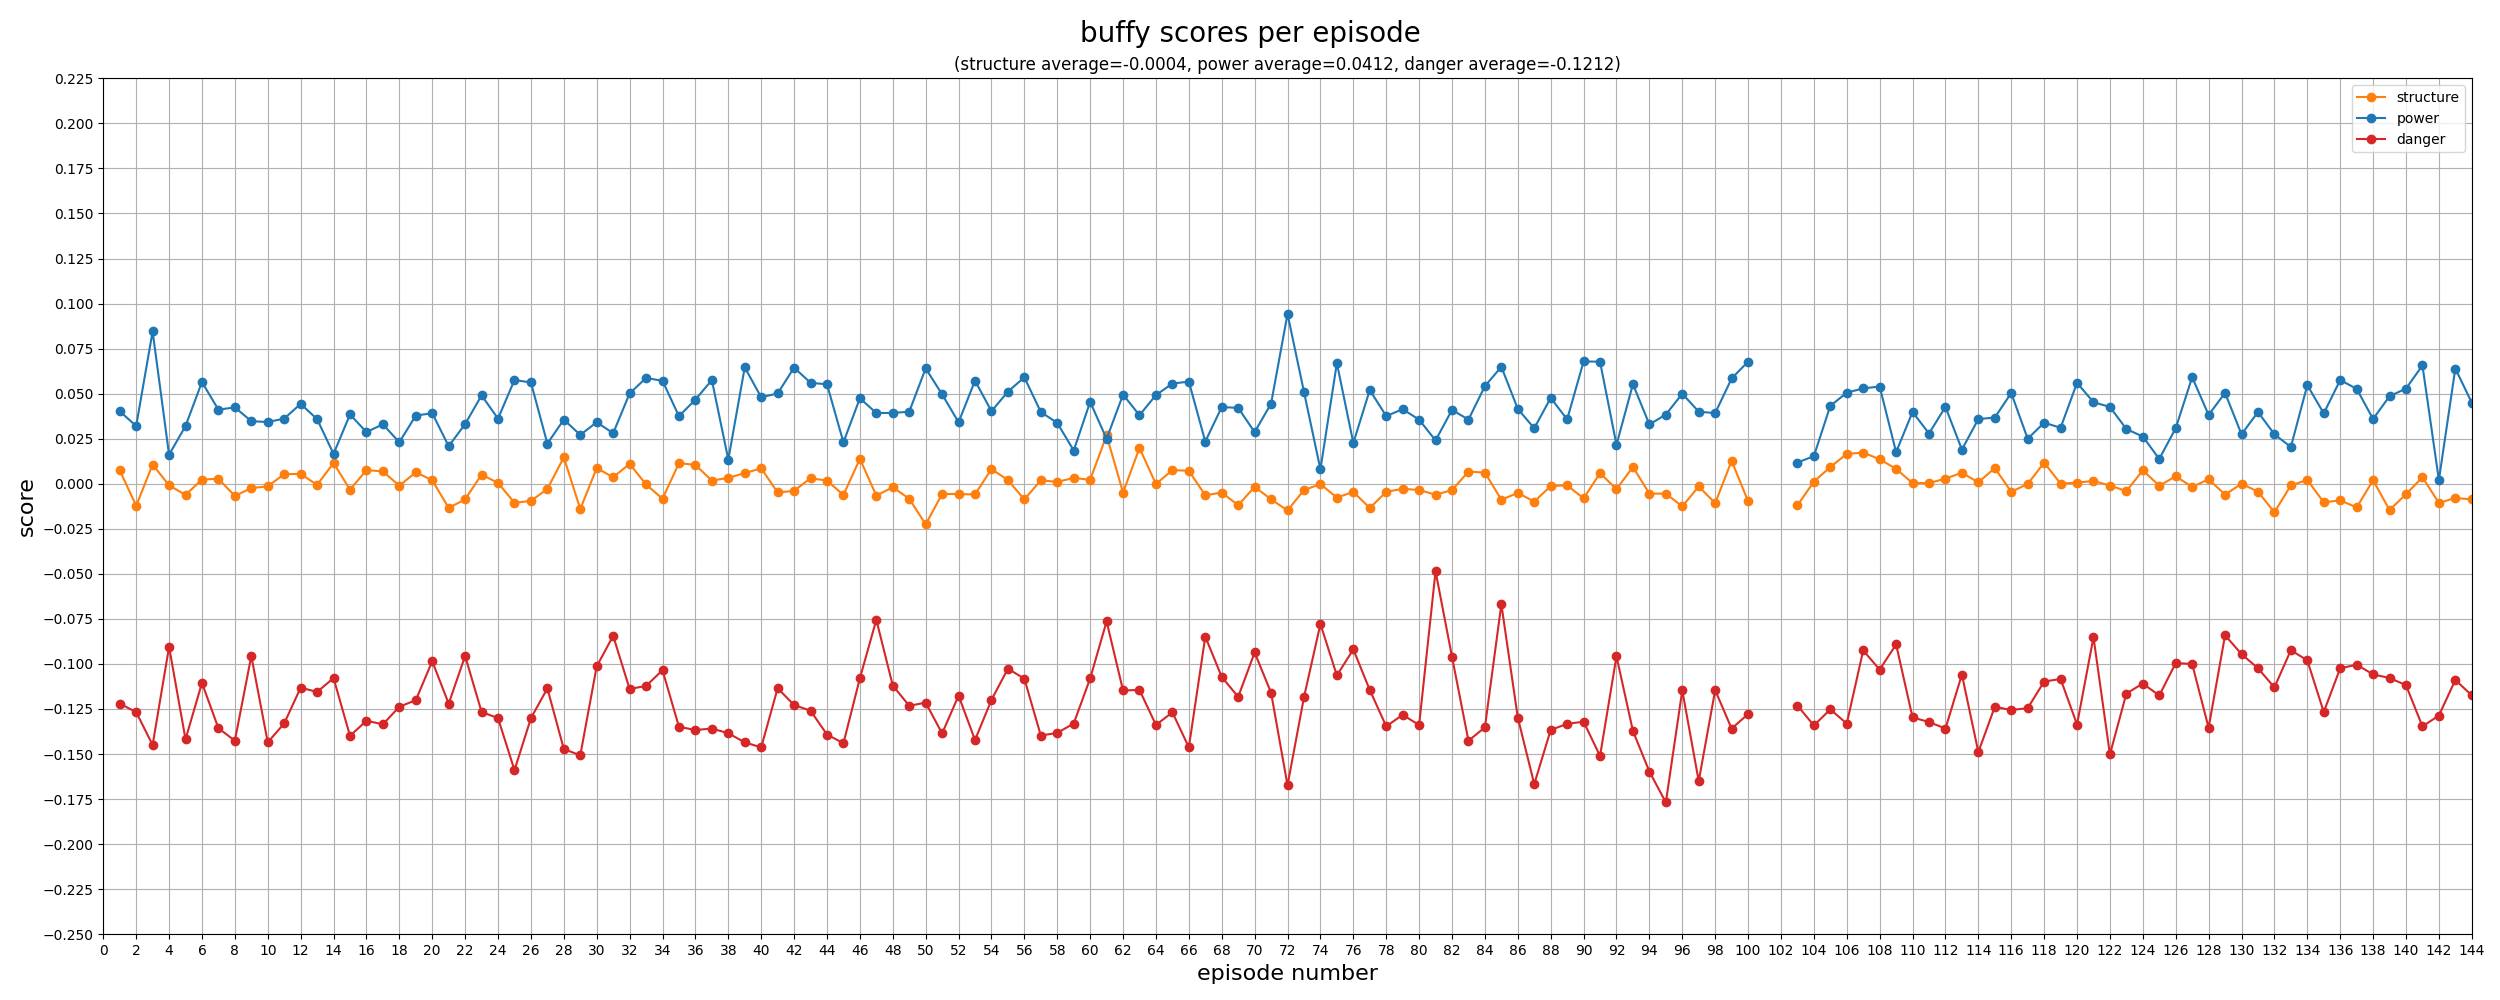 buffy scores per episode
(structure average=-0.0004, power average=0.0412, danger average=-0.1212)
structure
power
danger
0.225
0.200
0.175
0.150
0.125
0.100
0.075
0.050
0.025
0.000
−0.025
−0.050
−0.075
−0.100
−0.125
−0.150
−0.175
−0.200
−0.225
−0.250
score
0 2 4 6 8 10 12 14 16 18 20 22 24 26 28 30 32 34 36 38 40 42 44 46 48 50 52 54 56 58 60 62 64 66 68 70 72 74 76 78 80 82 84 86 88 90 92 94 96 98 100 102 104 106 108 110 112 114 116 118 120 122 124 126 128 130 132 134 136 138 140 142 144
episode number